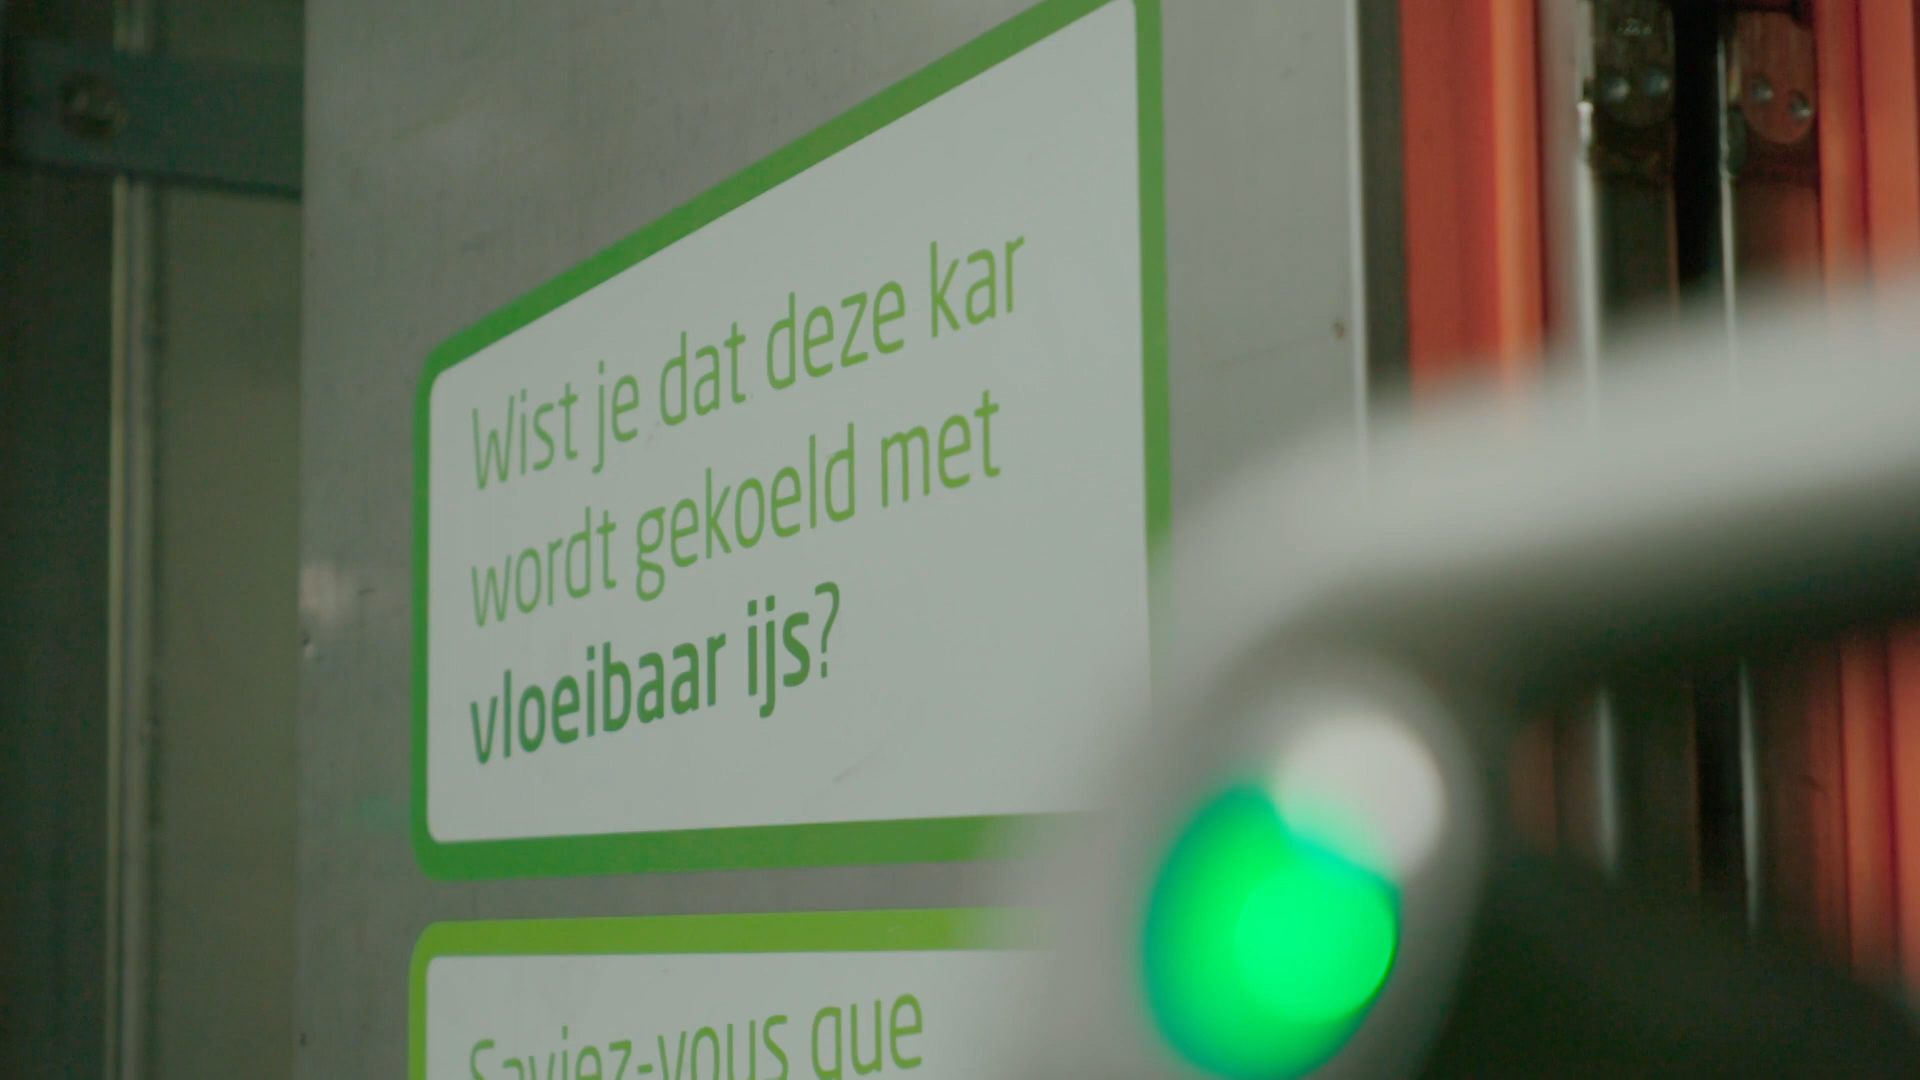 Wist je dat deze kar
wordt gekoeld met
vloeibaar ijs?
Saviez-vous que